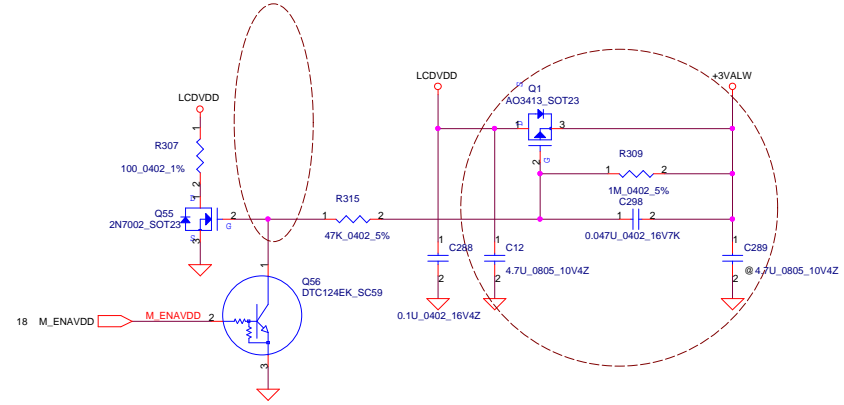 LCDVDD
+3VALW
D
Q1
AO3413_SOT23
1
3
2
G
LCDVDD
1
R307
100_0402_1%
2
1
D
Q55
2N7002_SOT23
2
G
3
S
R315
1
2
47K_0402_5%
R309
1
2
1M_0402_5%
C298
1
2
0.047U_0402_16V7K
1
C288
2
0.1U_0402_16V4Z
1
C12
2
4.7U_0805_10V4Z
1
C289
2
@4.7U_0805_10V4Z
1
Q56
DTC124EK_SC59
18 M_ENAVDD
M_ENAVDD
2
3